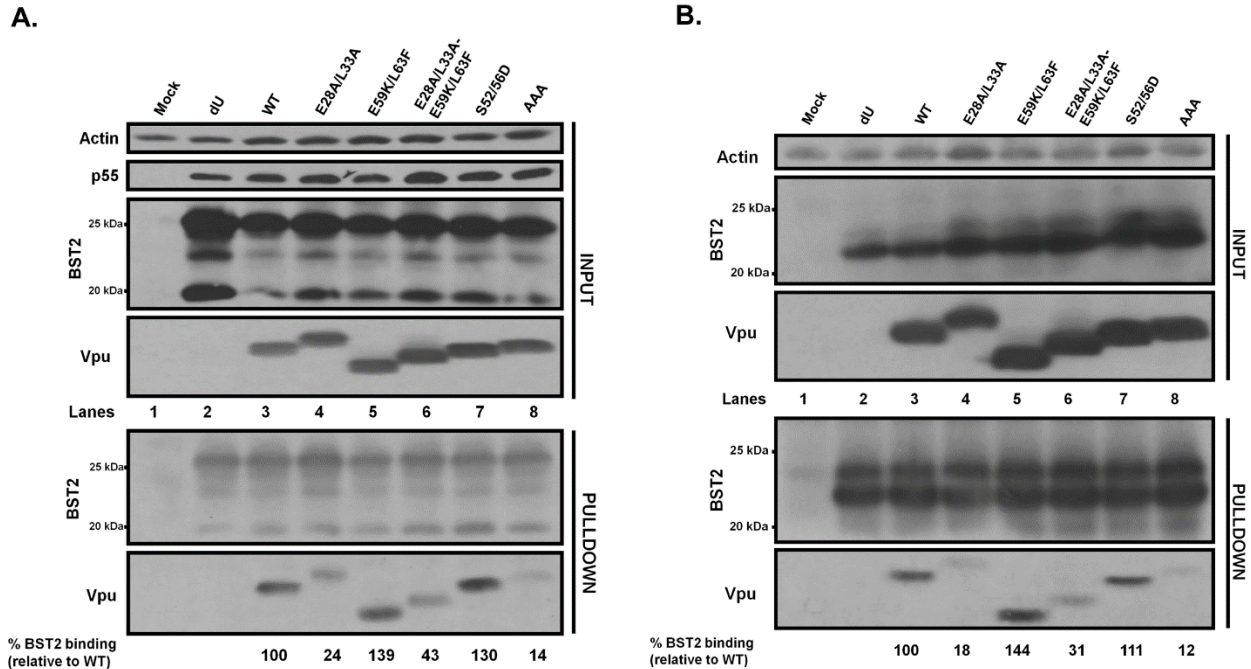 A.
Mock dU WT E28A/L33A E59K/L63F E28A/L33A-
E59K/L63F S52/56D AAA
Actin
p55
25 kDa
BST2
20 kDa
Vpu
INPUT
Lanes 1 2 3 4 5 6 7 8
25 kDa
BST2
20 kDa
Vpu
PULLDOWN
% BST2 binding
(relative to WT) 100 24 139 43 130 14
B.
Mock dU WT E28A/L33A E59K/L63F E28A/L33A-
E59K/L63F S52/56D AAA
Actin
25 kDa
BST2
20 kDa
Vpu
INPUT
Lanes 1 2 3 4 5 6 7 8
25 kDa
BST2
20 kDa
Vpu
PULLDOWN
% BST2 binding
(relative to WT) 100 18 144 31 111 12